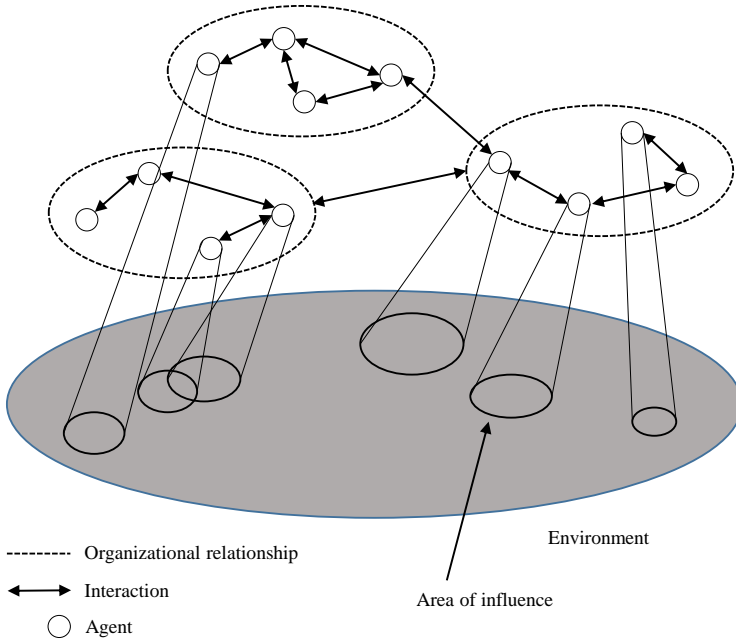 Environment
Organizational relationship
Interaction
Area of influence
Agent